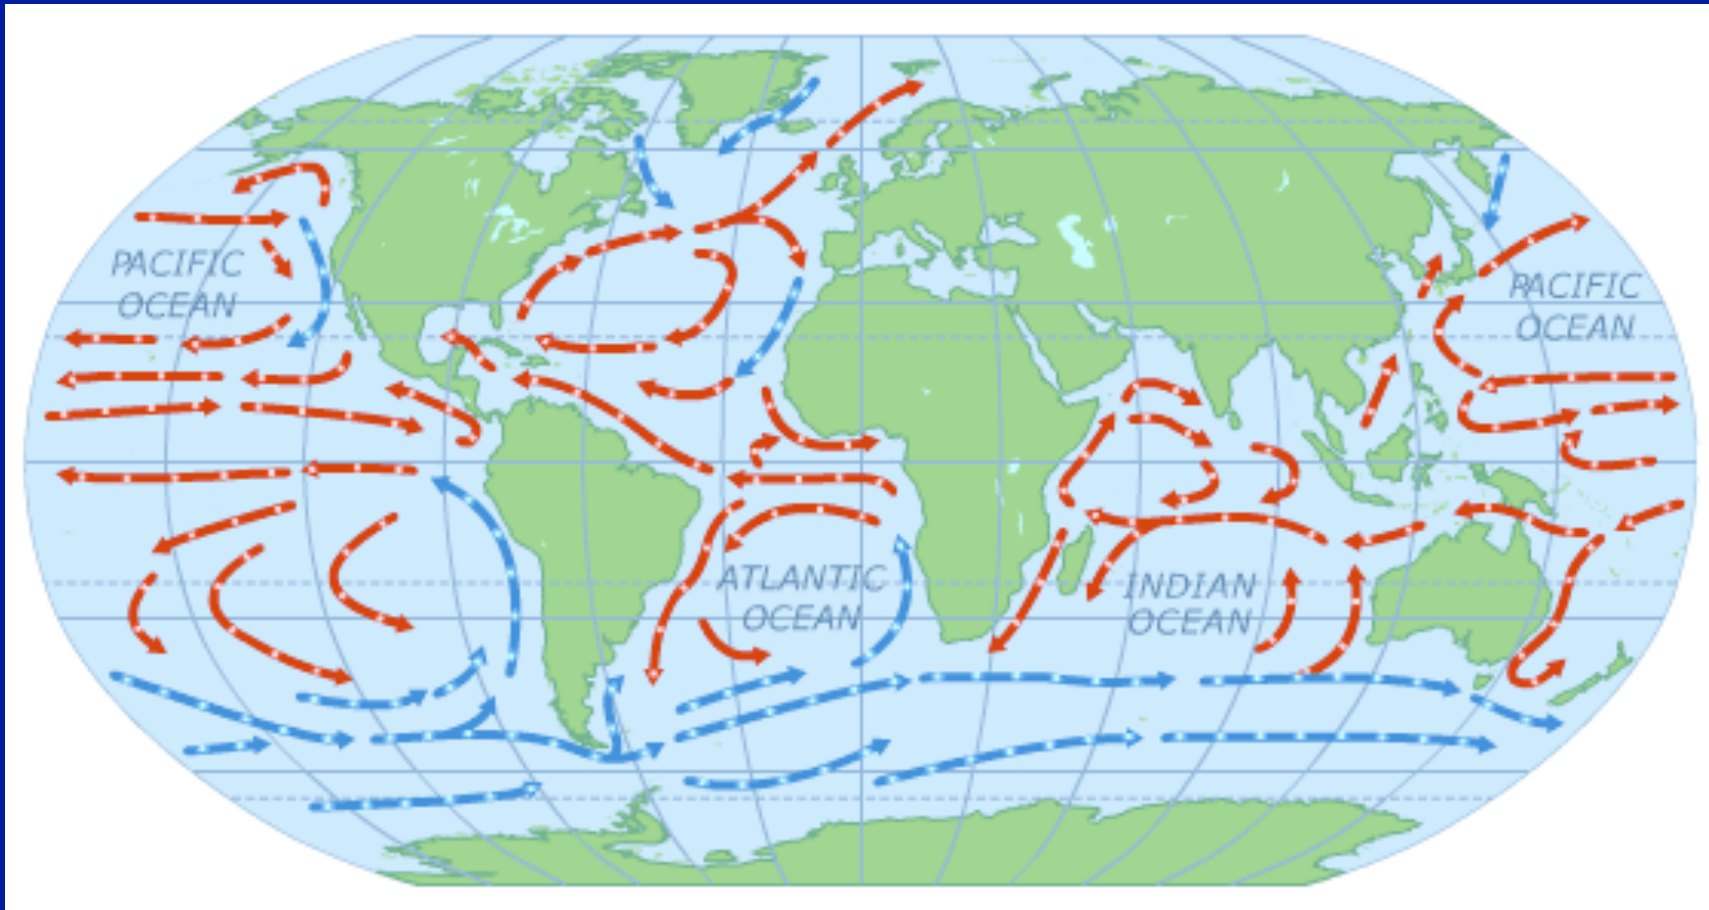 PACIFIC
OCEAN
PACIFIC
OCEAN
ATLANTIC
OCEAN
INDIAN
OCEAN